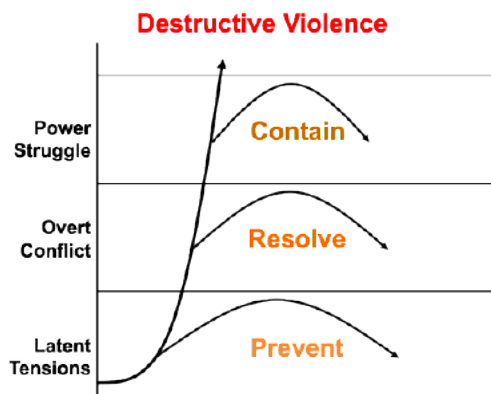 Destructive Violence
Power
Struggle
Contain
Overt
Conflict
Resolve
Latent
Tensions
Prevent